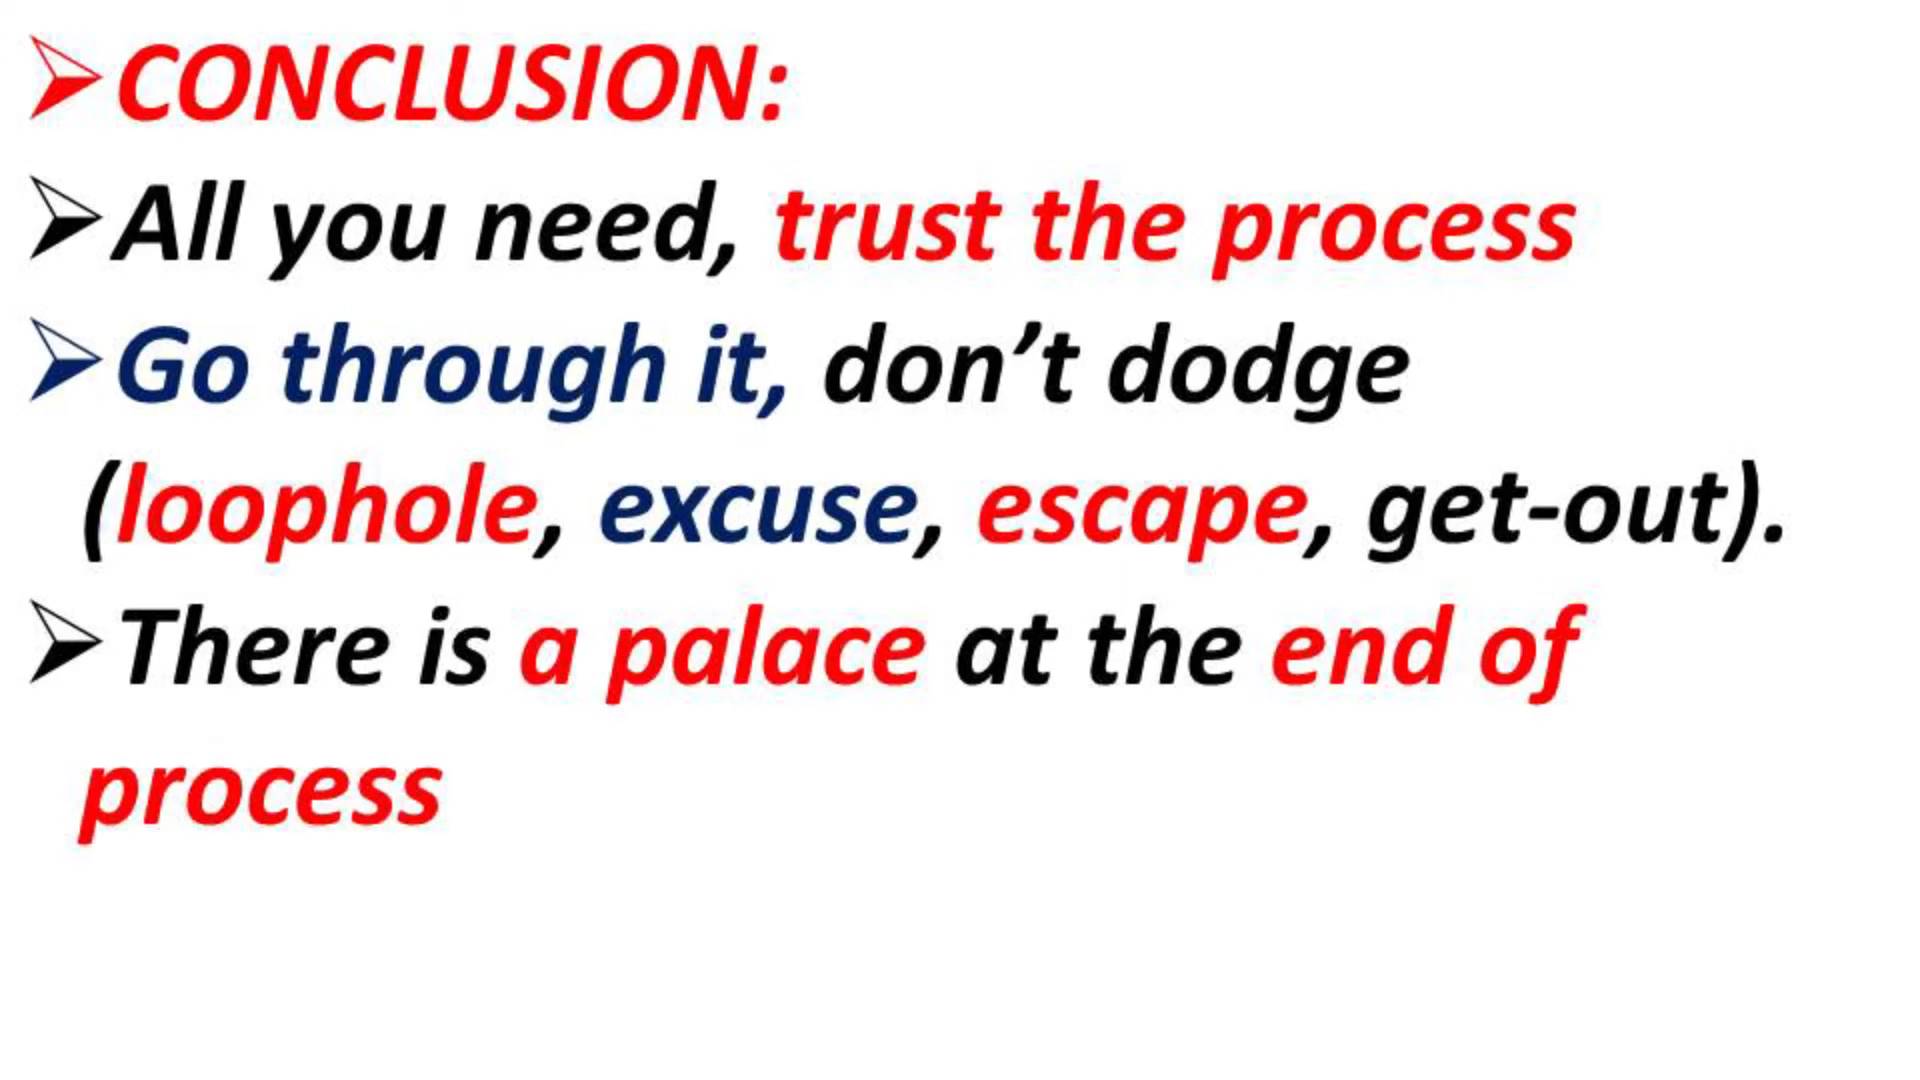 ➢CONCLUSION:
➢All you need, trust the process
➢Go through it, don’t dodge
(loophole, excuse, escape, get-out).
➢There is a palace at the end of
process